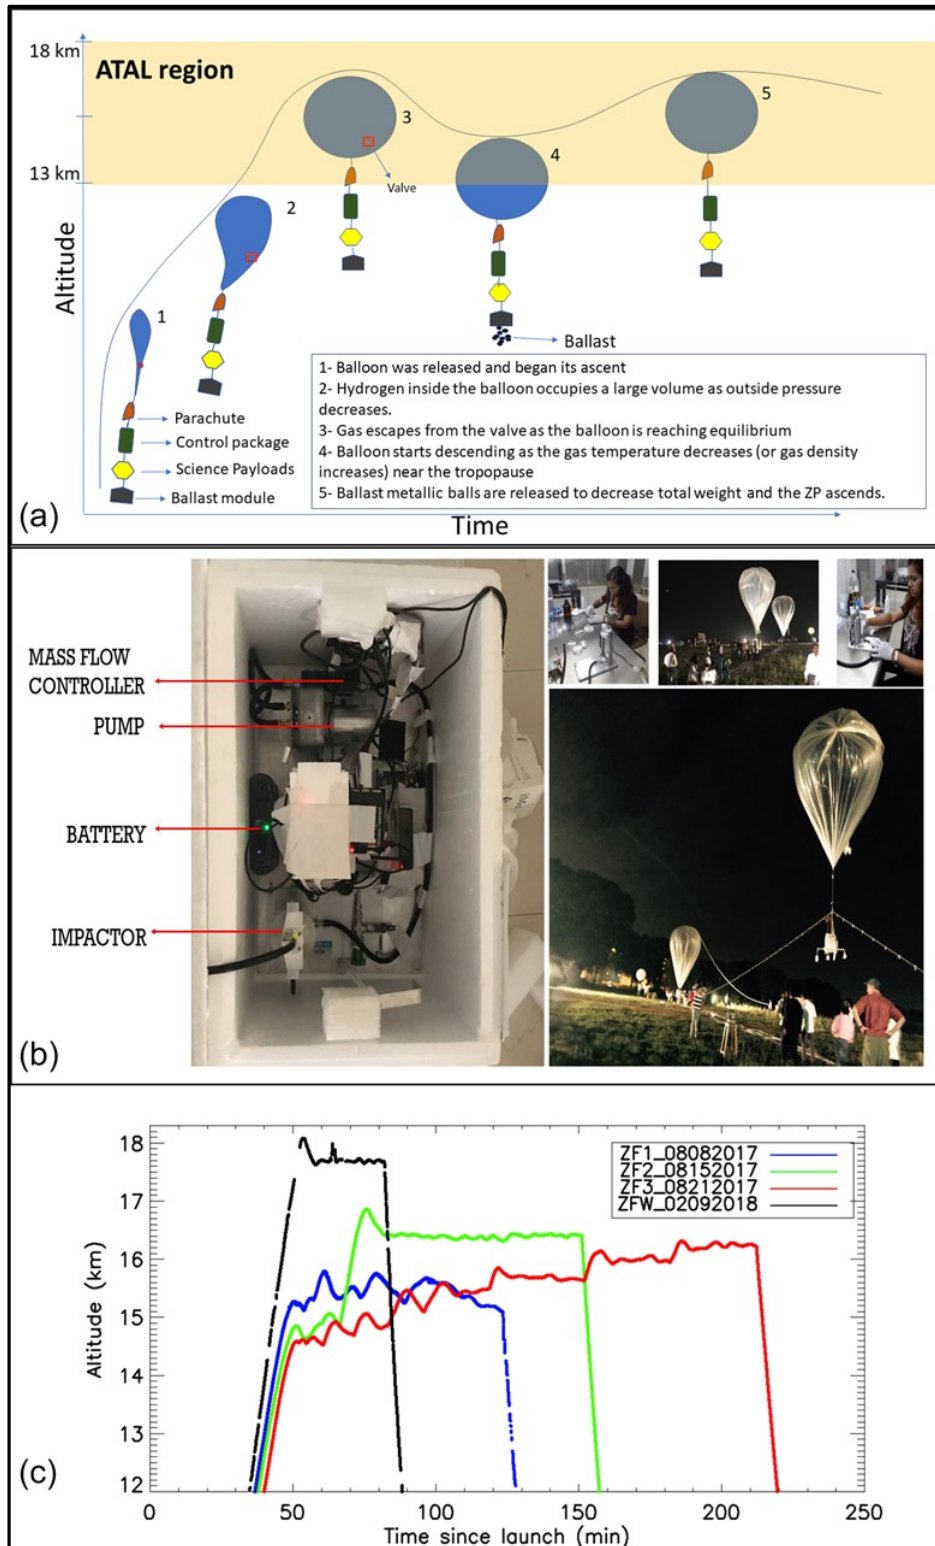 18 km
ATAL region
3
5
4
Valve
13 km
2
Altitude
1
Ballast
Parachute
Control package
Science Payloads
Ballast module
1- Balloon was released and began its ascent
2- Hydrogen inside the balloon occupies a large volume as outside pressure
decreases.
3- Gas escapes from the valve as the balloon is reaching equilibrium
4- Balloon starts descending as the gas temperature decreases (or gas density
increases) near the tropopause
5- Ballast metallic balls are released to decrease total weight and the ZP ascends.
(a)
Time
MASS FLOW
CONTROLLER
PUMP
BATTERY
IMPACTOR
(b)
18
17
16
15
14
13
12
Altitude (km)
ZF1_08082017
ZF2_08152017
ZF3_08212017
ZFW_02092018
(c)
0
50
100
150
200
250
Time since launch (min)